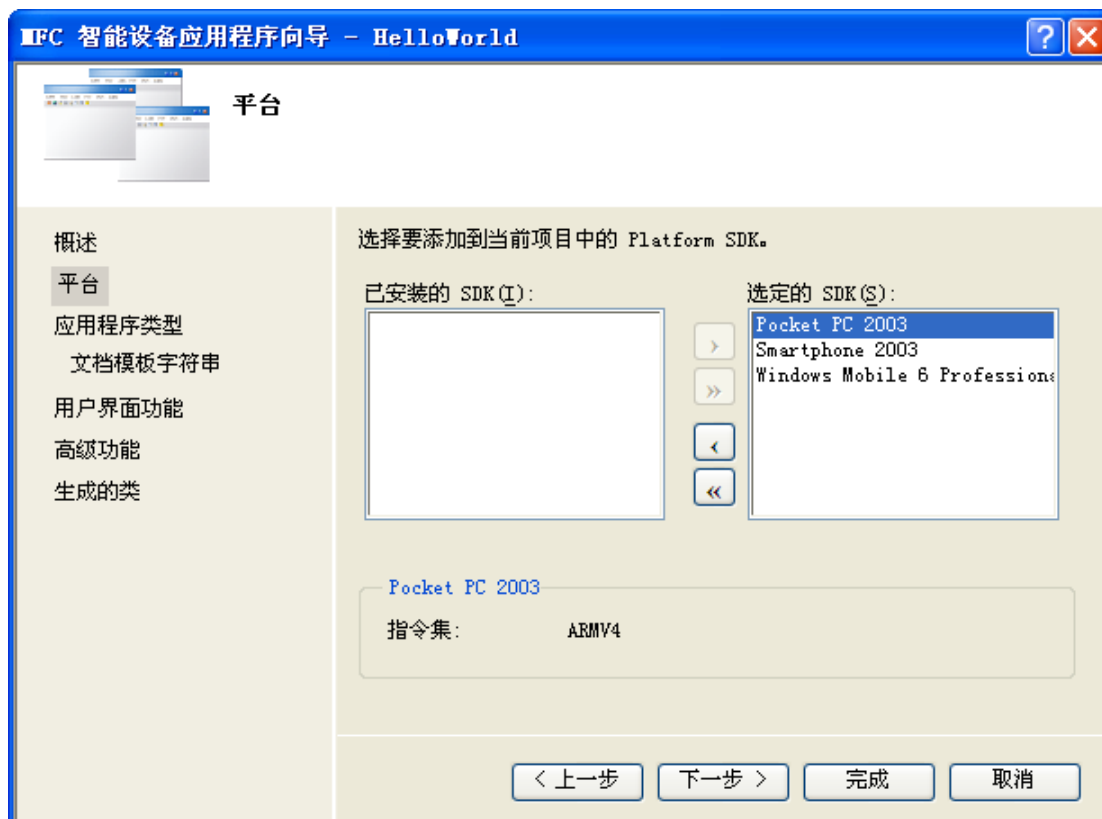 MFC 智能设备应用程序向导 - HelloWorld
平台
概述
平台
应用程序类型
文档模板字符串
用户界面功能
高级功能
生成的类
选择要添加到当前项目中的 Platform SDK。
已安装的 SDK(I):
选定的 SDK(S):
Pocket PC 2003
Smartphone 2003
Windows Mobile 6 Professiona
Pocket PC 2003
指令集: ARMV4
< 上一步
下一步 >
完成
取消